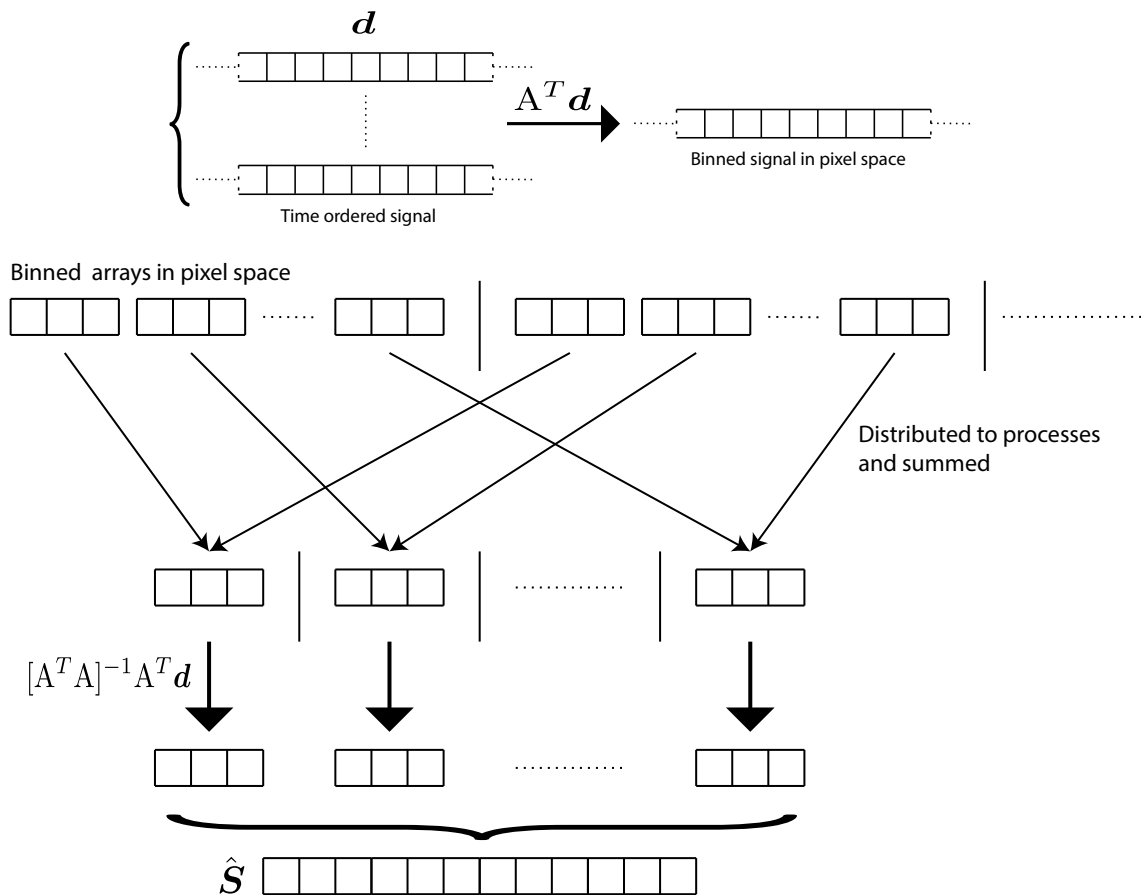 d
A^T d
Binned signal in pixel space
Time ordered signal
Binned arrays in pixel space
Distributed to processes
and summed
[A^T A]^{-1} A^T d
Ŝ